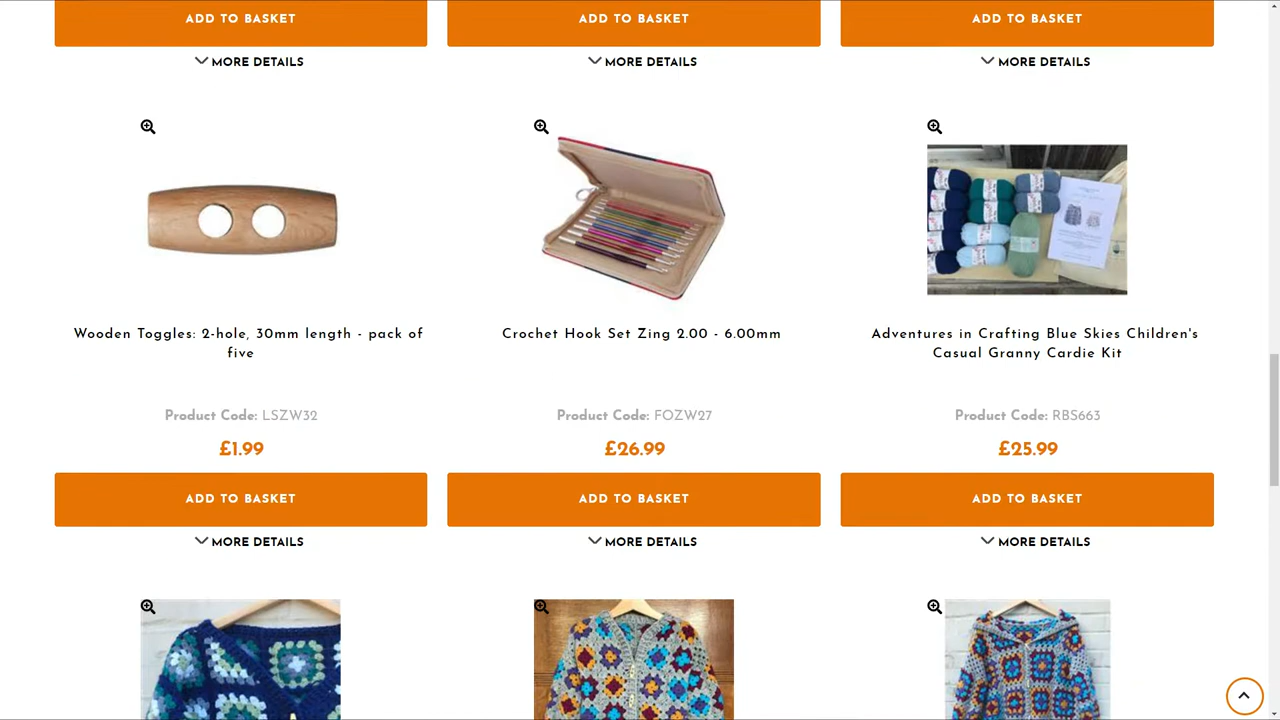 ADD TO BASKET
ADD TO BASKET
ADD TO BASKET
MORE DETAILS
MORE DETAILS
MORE DETAILS
Wooden Toggles: 2-hole, 30mm length - pack of
five
Crochet Hook Set Zing 2.00 - 6.00mm
Adventures in Crafting Blue Skies Children's
Casual Granny Cardie Kit
Product Code: LSZW32
Product Code: FOZW27
Product Code: RBS663
£1.99
£26.99
£25.99
ADD TO BASKET
ADD TO BASKET
ADD TO BASKET
MORE DETAILS
MORE DETAILS
MORE DETAILS